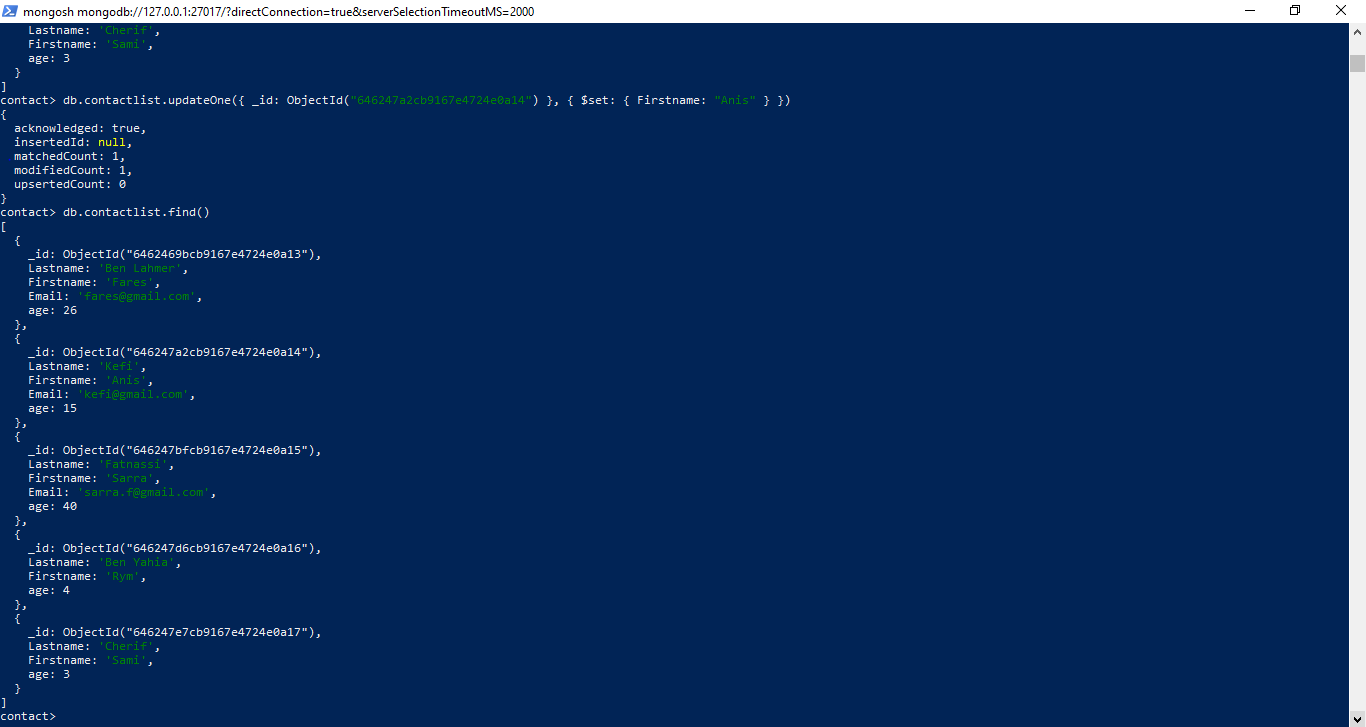 mongosh mongodb://127.0.0.1:27017/?directConnection=true&serverSelectionTimeoutMS=2000
    Lastname: 'Cherif',
    Firstname: 'Sami',
    age: 3
  }
]
contact> db.contactlist.updateOne({ _id: ObjectId("646247a2cb9167e4724e0a14") }, { $set: { Firstname: "Anis" } })
{
  acknowledged: true,
  insertedId: null,
  matchedCount: 1,
  modifiedCount: 1,
  upsertedCount: 0
}
contact> db.contactlist.find()
[
  {
    _id: ObjectId("6462469bcb9167e4724e0a13"),
    Lastname: 'Ben Lahmer',
    Firstname: 'Fares',
    Email: 'fares@gmail.com',
    age: 26
  },
  {
    _id: ObjectId("646247a2cb9167e4724e0a14"),
    Lastname: 'Kefi',
    Firstname: 'Anis',
    Email: 'kefi@gmail.com',
    age: 15
  },
  {
    _id: ObjectId("646247bfcb9167e4724e0a15"),
    Lastname: 'Fatnassi',
    Firstname: 'Sarra',
    Email: 'sarra.f@gmail.com',
    age: 40
  },
  {
    _id: ObjectId("646247d6cb9167e4724e0a16"),
    Lastname: 'Ben Yahia',
    Firstname: 'Rym',
    age: 4
  },
  {
    _id: ObjectId("646247e7cb9167e4724e0a17"),
    Lastname: 'Cherif',
    Firstname: 'Sami',
    age: 3
  }
]
contact>